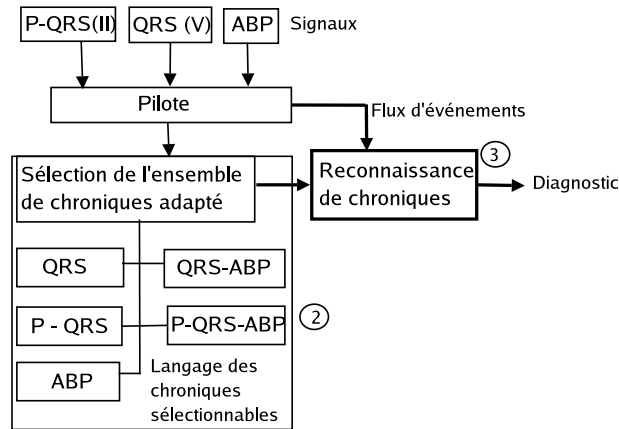 P-QRS(II)
QRS (V)
ABP
Signaux
Pilote
Flux d'événements
Sélection de l'ensemble
de chroniques adapté
Reconnaissance
de chroniques
3
Diagnostic
QRS
QRS-ABP
P - QRS
P-QRS-ABP
2
ABP
Langage des
chroniques
sélectionnables